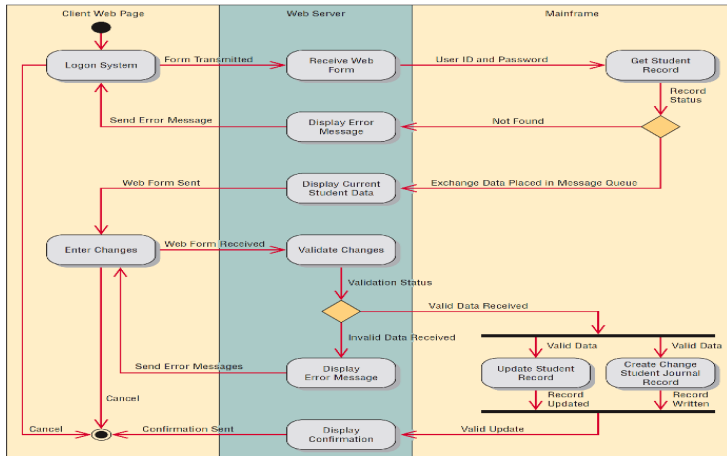 Client Web Page
Web Server
Mainframe
Logon System
Form Transmitted
Receive Web
Form
User ID and Password
Get Student
Record
Record
Status
Send Error Message
Display Error
Message
Not Found
Web Form Sent
Display Current
Student Data
Exchange Data Placed in Message Queue
Enter Changes
Web Form Received
Validate Changes
Validation Status
Valid Data Received
Invalid Data Received
Valid Data
Valid Data
Send Error Messages
Display
Error Message
Update Student
Record
Create Change
Student Journal
Record
Cancel
Record
Updated
Record
Written
Cancel
Confirmation Sent
Display
Confirmation
Valid Update